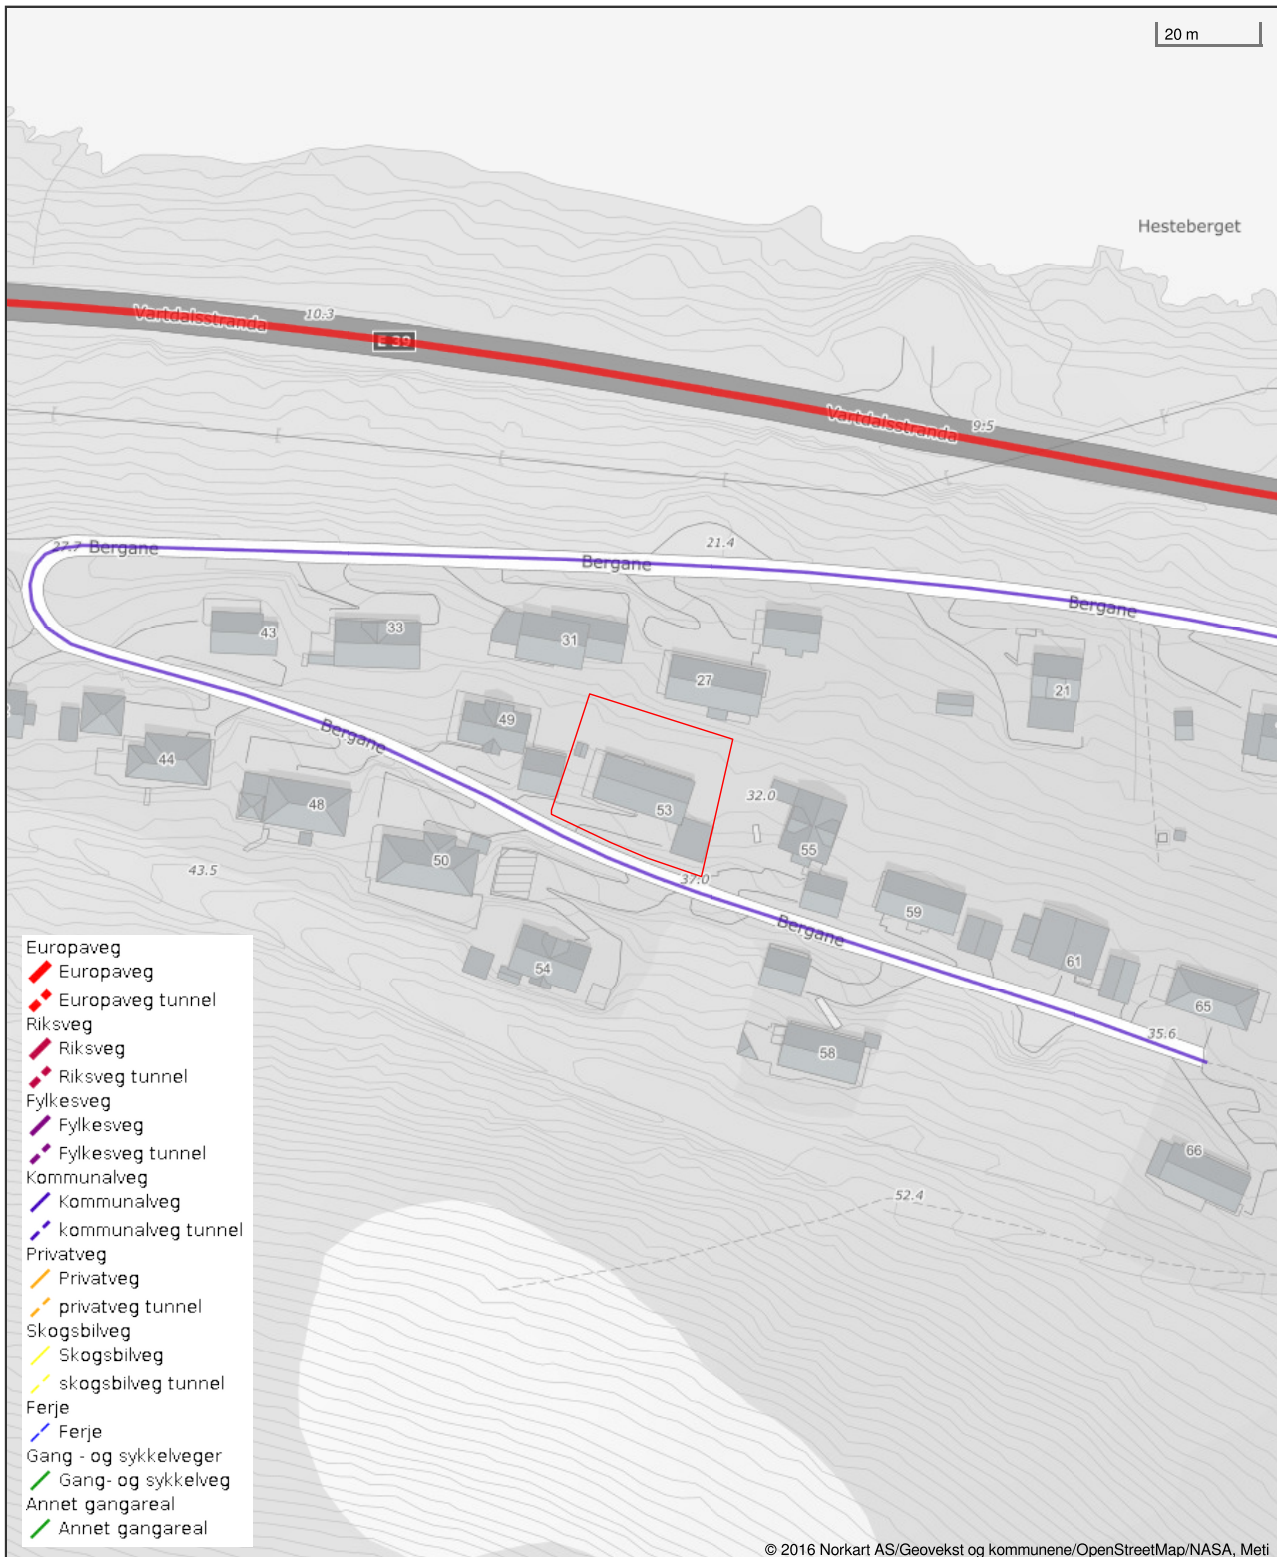 20 m
Hesteberget
10.3
Vartdalsstranda
E 39
Vartdalsstranda
9.5
21.4
27.7
Bergane
Bergane
Bergane
43
33
31
27
21
49
Bergane
44
48
53
32.0
50
55
43.5
37.0
59
Bergane
54
61
65
58
35.6
66
52.4
Europaveg
Europaveg
Europaveg tunnel
Riksveg
Riksveg
Riksveg tunnel
Fylkesveg
Fylkesveg
Fylkesveg tunnel
Kommunalveg
Kommunalveg
kommunalveg tunnel
Privatveg
Privatveg
privatveg tunnel
Skogsbilveg
Skogsbilveg
skogsbilveg tunnel
Ferje
Ferje
Gang - og sykkelveger
Gang- og sykkelveg
Annet gangareal
Annet gangareal
© 2016 Norkart AS/Geovekst og kommunene/OpenStreetMap/NASA, Meti